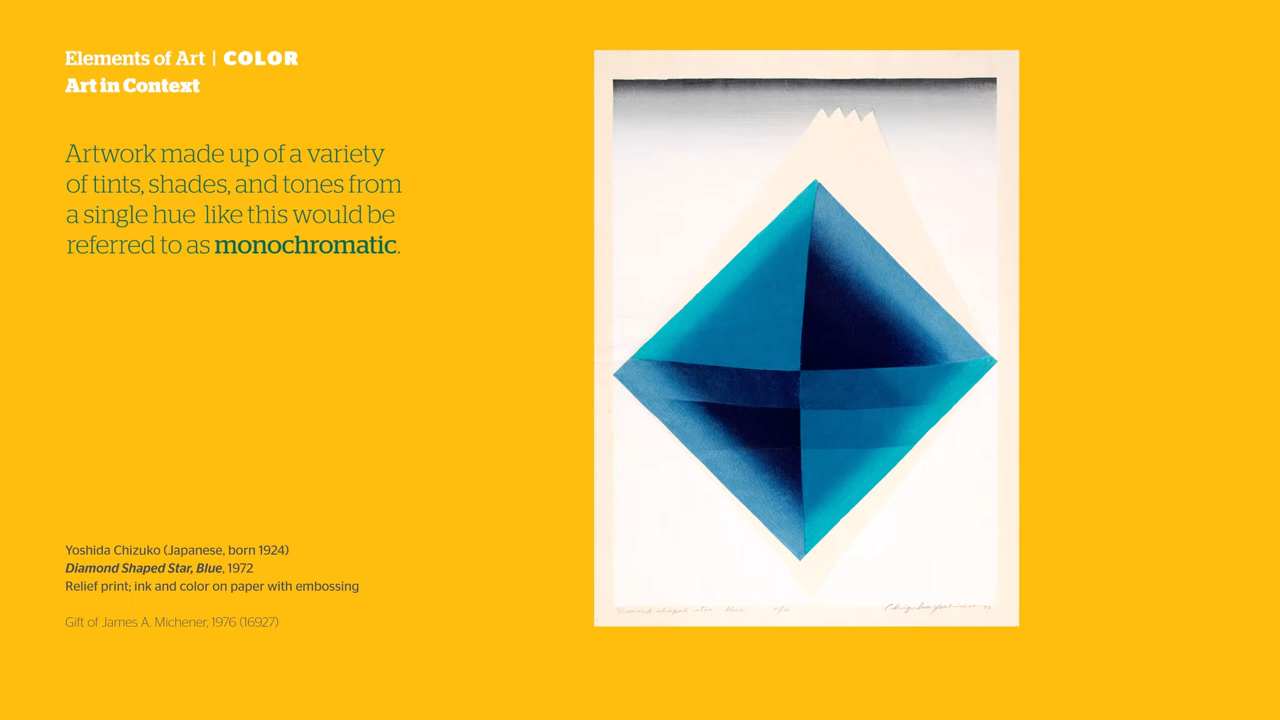 Elements of Art | COLOR
Art in Context
Artwork made up of a variety
of tints, shades, and tones from
a single hue like this would be
referred to as monochromatic.
Yoshida Chizuko (Japanese, born 1924)
Diamond Shaped Star, Blue, 1972
Relief print; ink and color on paper with embossing
Gift of James A. Michener, 1976 (16927)